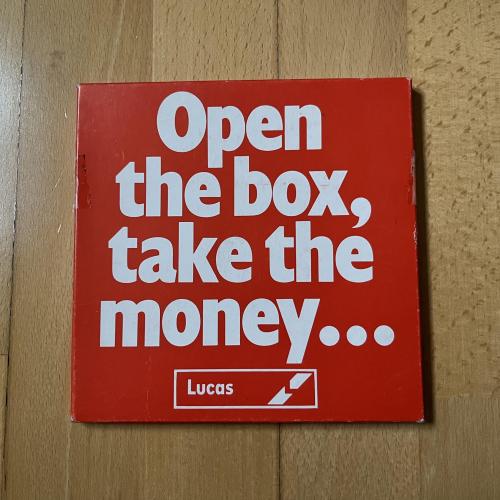 Open
the box,
take the
money...
Lucas